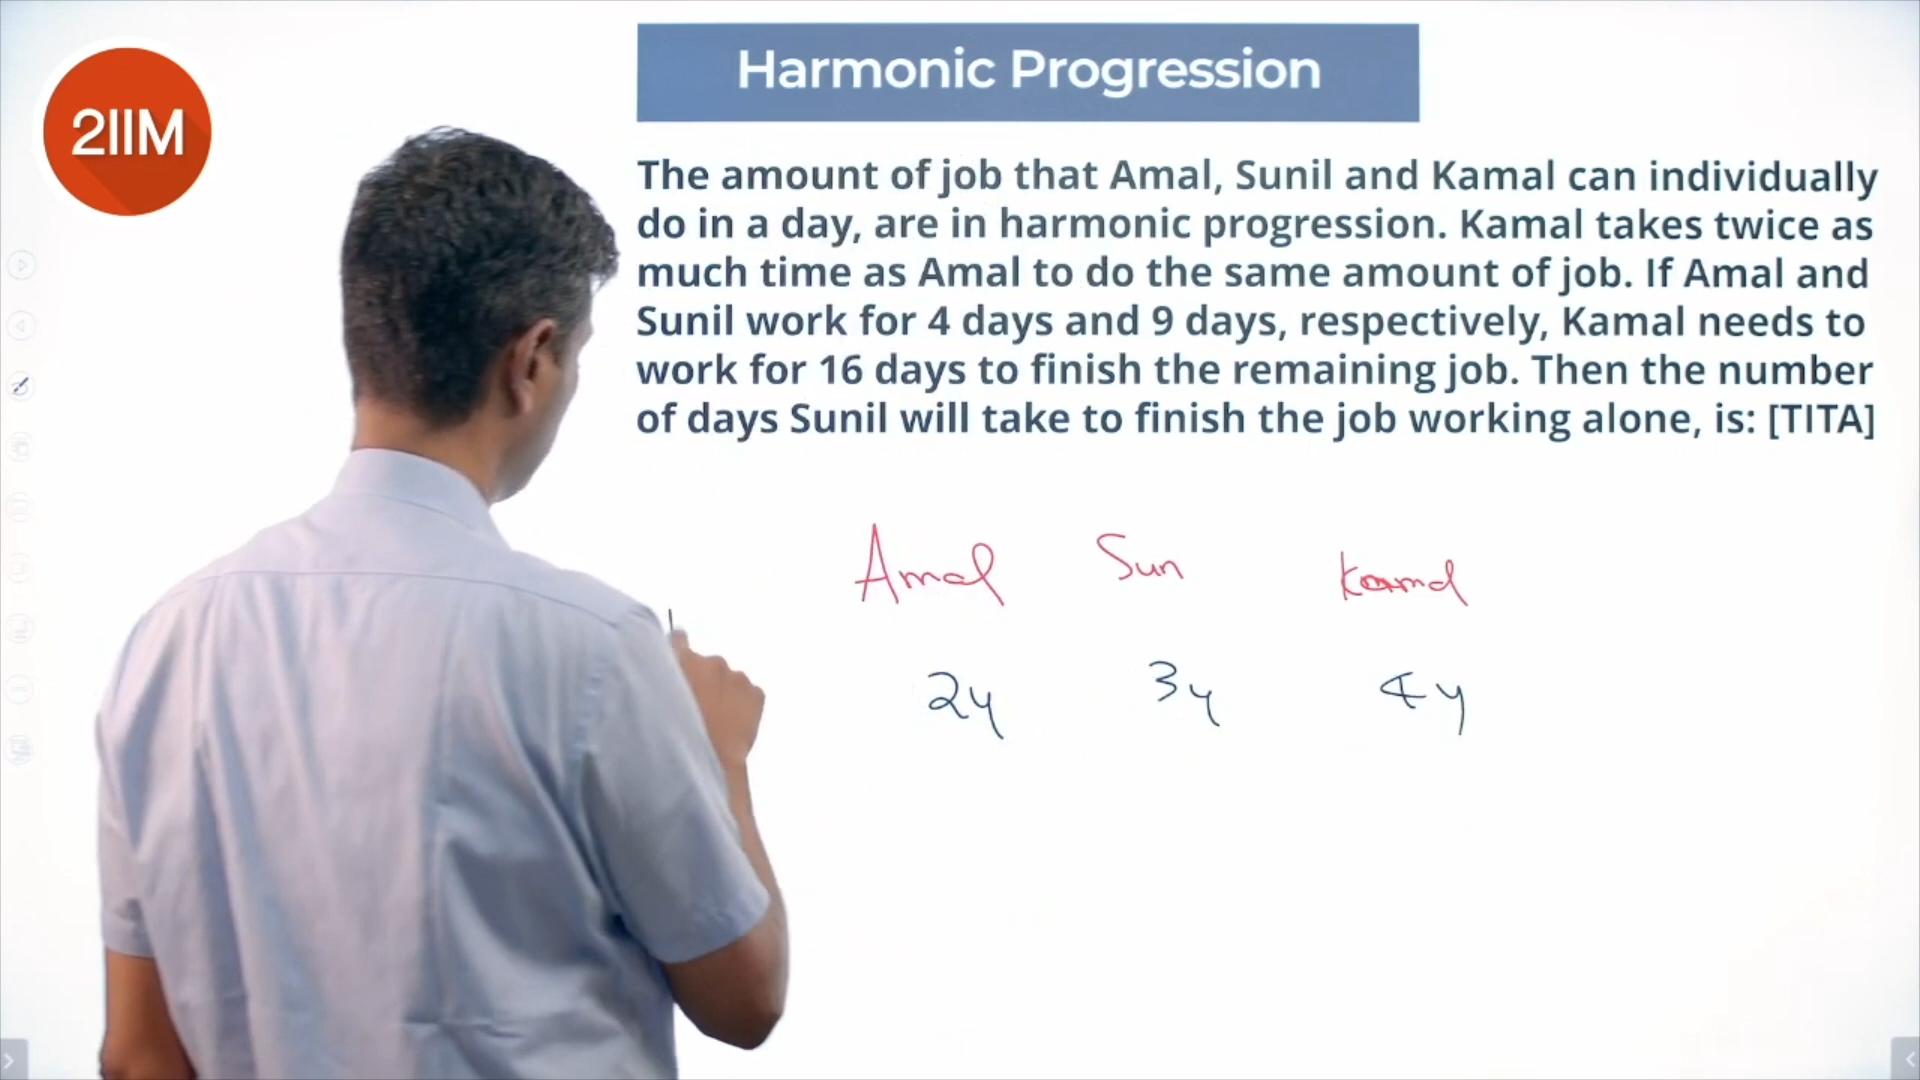 2IIM
Harmonic Progression
The amount of job that Amal, Sunil and Kamal can individually
do in a day, are in harmonic progression. Kamal takes twice as
much time as Amal to do the same amount of job. If Amal and
Sunil work for 4 days and 9 days, respectively, Kamal needs to
work for 16 days to finish the remaining job. Then the number
of days Sunil will take to finish the job working alone, is: [TITA]
Amal Sun Kamal
2y 3y 4y